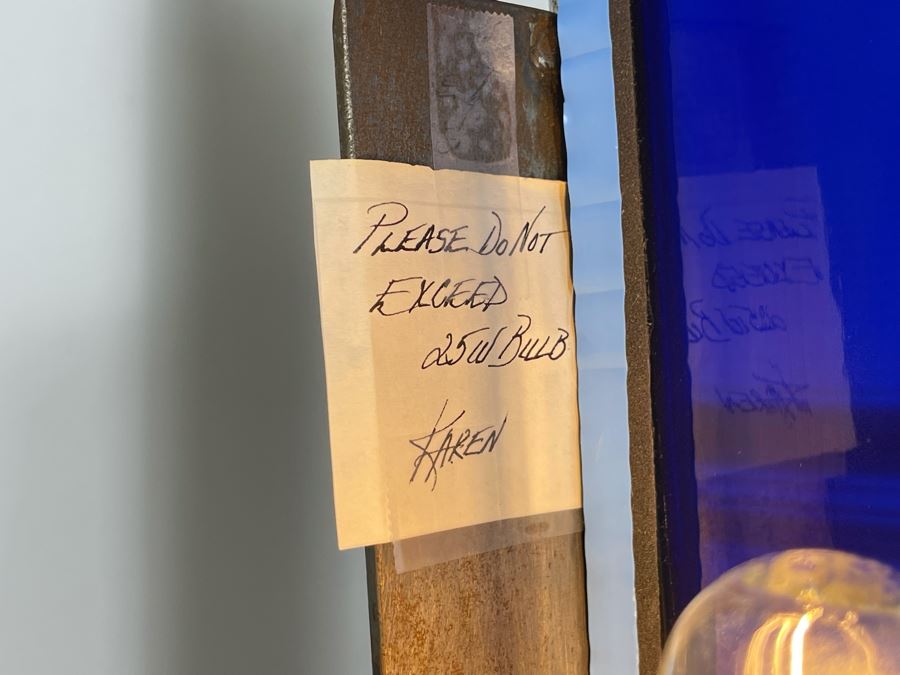 Please Do Not
Exceed
25W Bulb
Karen